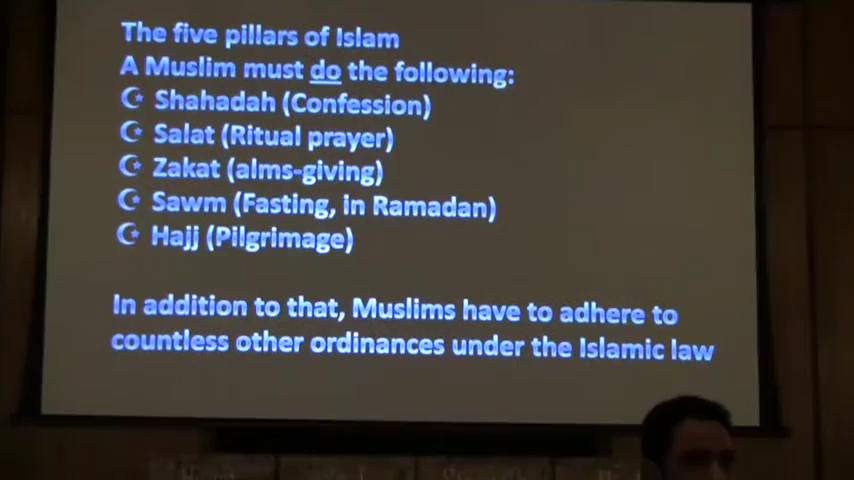 The five pillars of Islam
A Muslim must do the following:
☪ Shahadah (Confession)
☪ Salat (Ritual prayer)
☪ Zakat (alms-giving)
☪ Sawm (Fasting, in Ramadan)
☪ Hajj (Pilgrimage)
In addition to that, Muslims have to adhere to
countless other ordinances under the Islamic law